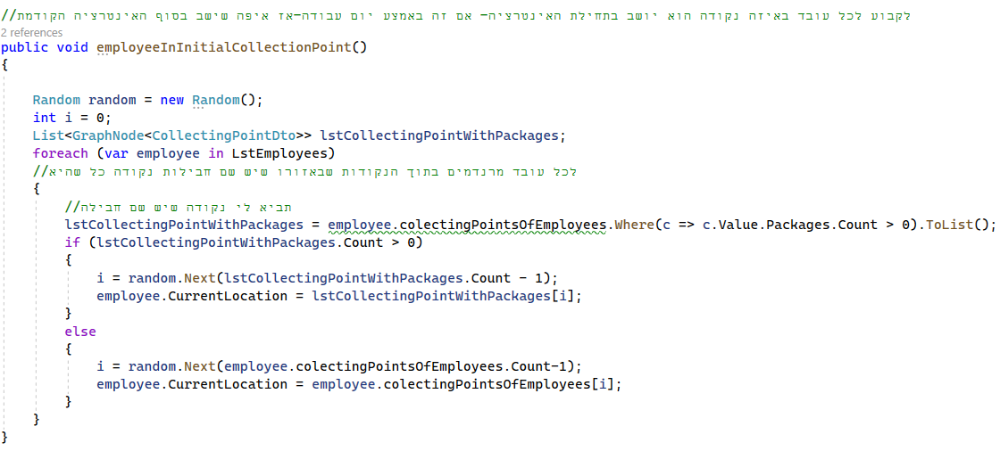 //לקבוע לכל עובד באיזה נקודה הוא יושב בתחילת האינטרציה- אם זה באמצע יום עבודה-אז איפה שישב בסוף האינטרציה הקודמת
2 references
public void employeeInInitialCollectionPoint()
{
Random random = new Random();
int i = 0;
List<GraphNode<CollectingPointDto>> lstCollectingPointWithPackages;
foreach (var employee in LstEmployees)
//לכל עובד מרנדמים בתוך הנקודות שבאזורו שיש שם חבילות נקודה כל שהיא
{
//תביא לי נקודה שיש שם חבילה
lstCollectingPointWithPackages = employee.colectingPointsOfEmployees.Where(c => c.Value.Packages.Count > 0).ToList();
if (lstCollectingPointWithPackages.Count > 0)
{
i = random.Next(lstCollectingPointWithPackages.Count - 1);
employee.CurrentLocation = lstCollectingPointWithPackages[i];
}
else
{
i = random.Next(employee.colectingPointsOfEmployees.Count-1);
employee.CurrentLocation = employee.colectingPointsOfEmployees[i];
}
}
}